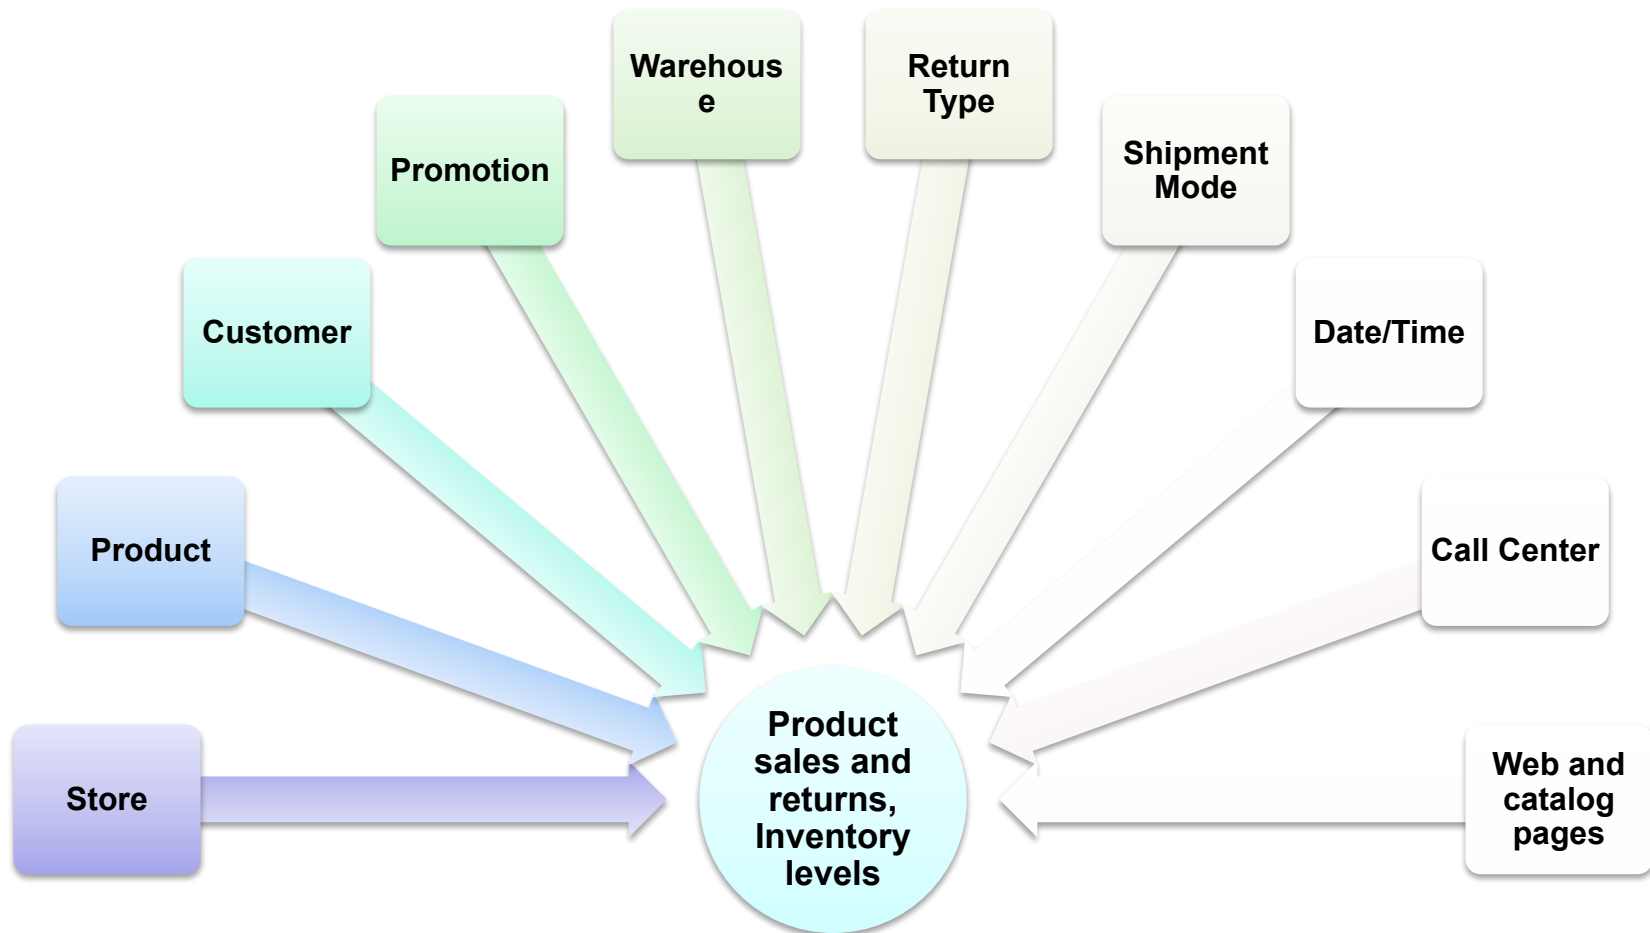 Warehous
e
Return
Type
Promotion
Shipment
Mode
Customer
Date/Time
Product
Call Center
Store
Product
sales and
returns,
Inventory
levels
Web and
catalog
pages